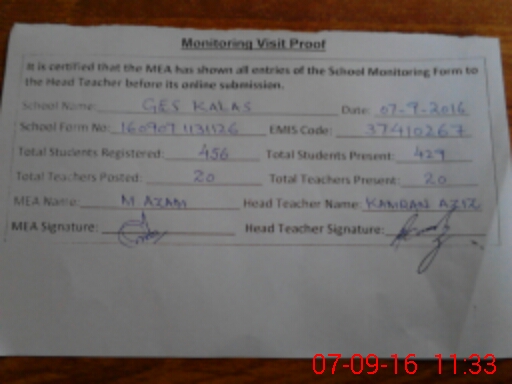 Monitoring Visit Proof
It is certified that the MEA has shown all entries of the School Monitoring Form to
the Head Teacher before its online submission.
School Name: GES KALAS Date: 07-9-2016
School Form No: 160907 1131126 EMIS Code: 37410267
Total Students Registered: 456 Total Students Present: 429
Total Teachers Posted: 20 Total Teachers Present: 20
MEA Name: M AZAM Head Teacher Name: KAMRAN AZIZ
MEA Signature: Head Teacher Signature:
07-09-16 11:33